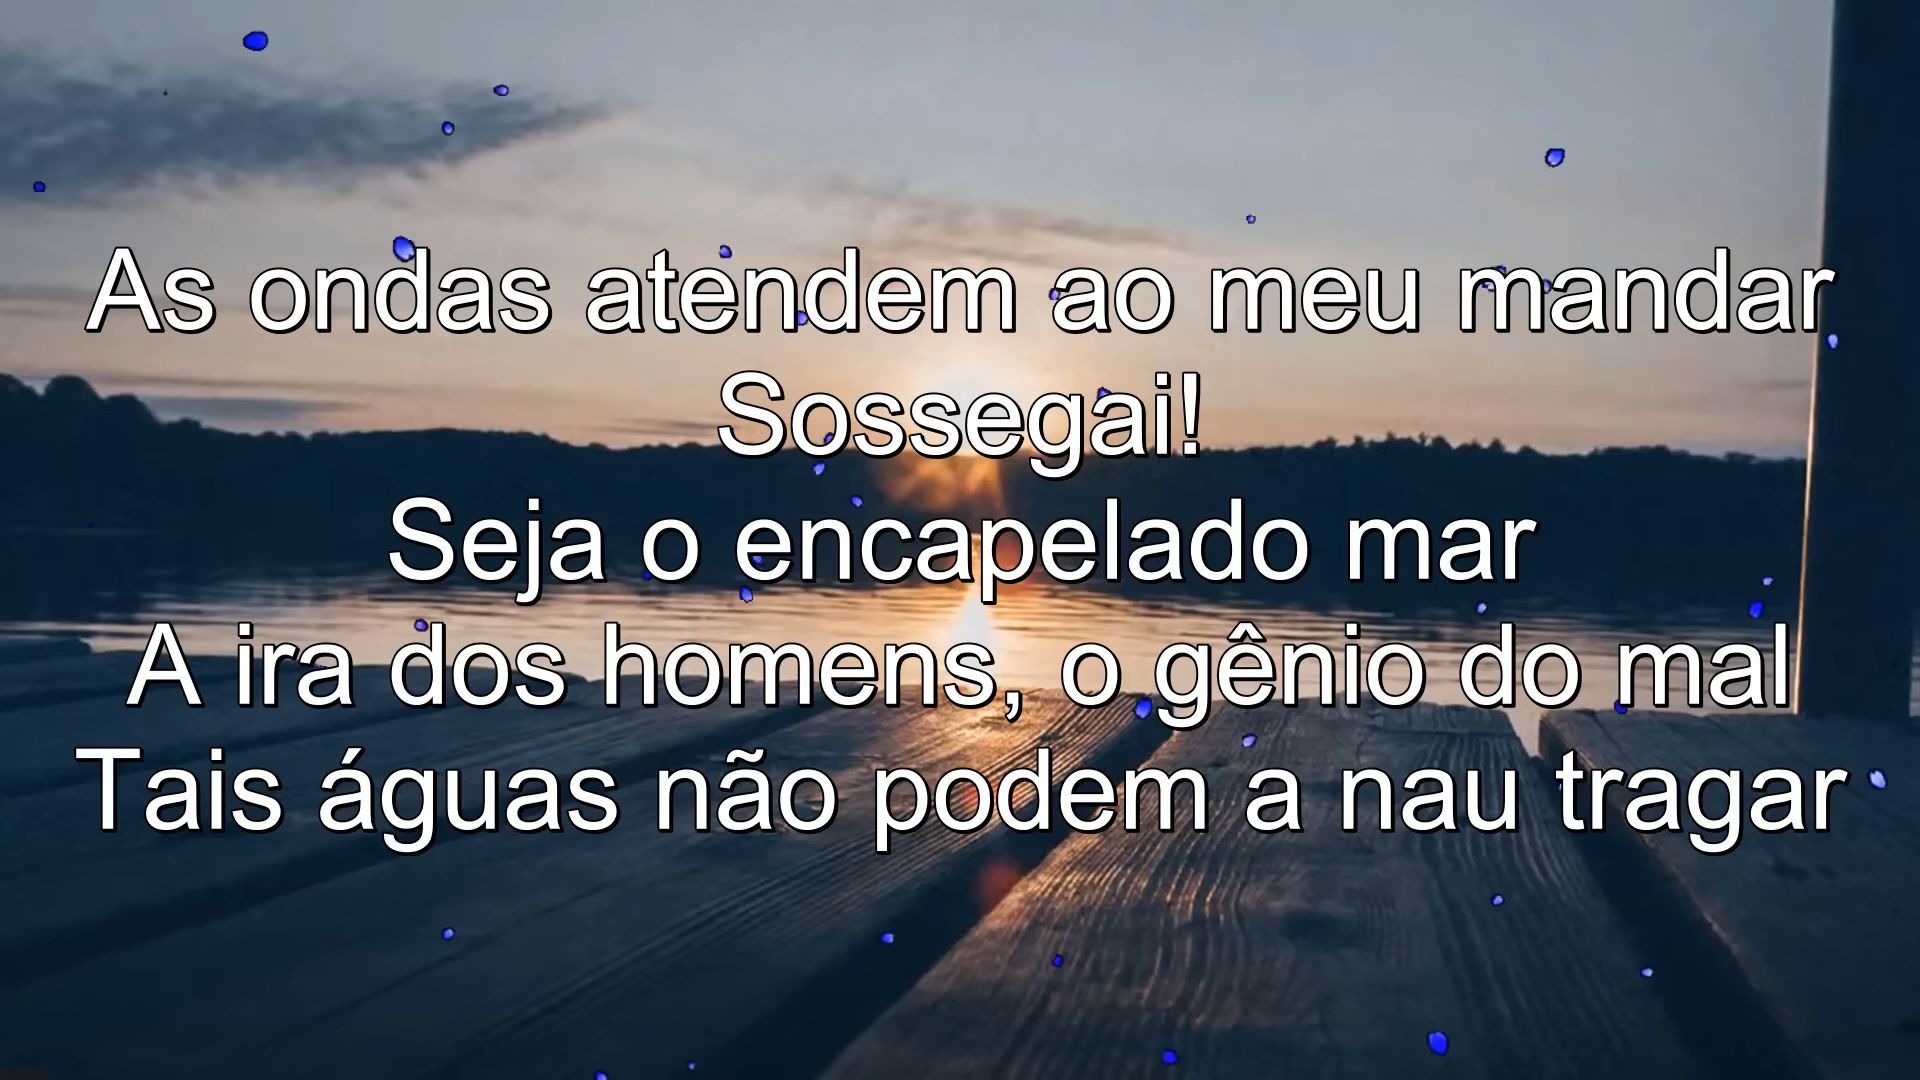 As ondas atendem ao meu mandar
Sossegai!
Seja o encapelado mar
A ira dos homens, o gênio do mal
Tais águas não podem a nau tragar